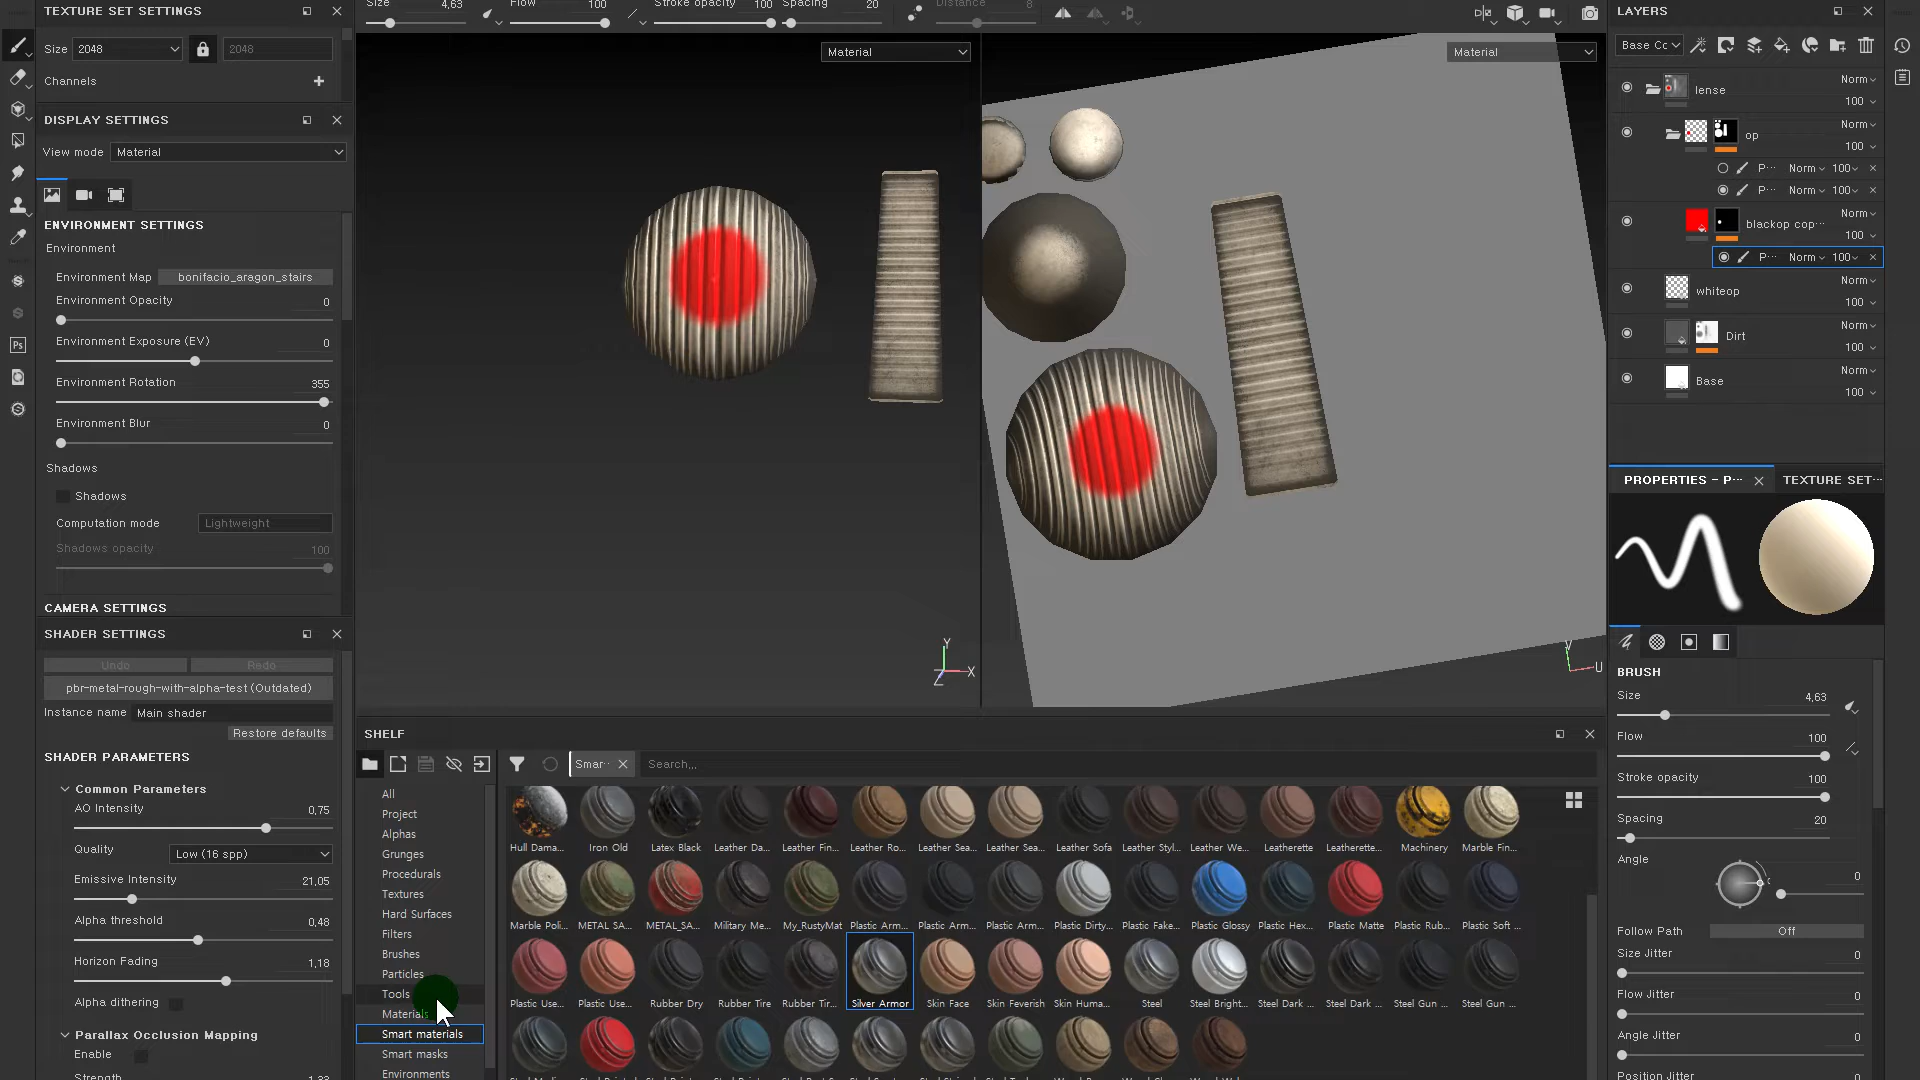 TEXTURE SET SETTINGS
Size 2048 2048
Channels
DISPLAY SETTINGS
View mode Material
ENVIRONMENT SETTINGS
Environment
Environment Map bonifacio_aragon_stairs
Environment Opacity 0
Environment Exposure (EV) 0
Environment Rotation 355
Environment Blur 0
Shadows
Shadows
Computation mode Lightweight
Shadows opacity 100
CAMERA SETTINGS
SHADER SETTINGS
Undo Redo
pbr-metal-rough-with-alpha-test (Outdated)
Instance name Main shader
Restore defaults
SHADER PARAMETERS
Common Parameters
AO Intensity 0,75
Quality Low (16 spp)
Emissive Intensity 21,05
Alpha threshold 0,48
Horizon Fading 1,18
Alpha dithering
Parallax Occlusion Mapping
Enable
Ps
Size 4,63 Flow 100 Stroke opacity 100 Spacing 20 Distance 8
Material
Material
Y
X
Z
U
SHELF
Smar··
Search...
All
Project
Alphas
Grunges
Procedurals
Textures
Hard Surfaces
Filters
Brushes
Particles
Tools
Materials
Smart materials
Smart masks
Environments
Hull Dama... Iron Old Latex Black Leather Da... Leather Fin... Leather Ro... Leather Sea... Leather Sea... Leather Sofa Leather Styl... Leather We... Leatherette Leatherette... Machinery Marble Fin...
Marble Poli... METAL SA... METAL_SA... Military Me... My_RustyMat Plastic Arm... Plastic Arm... Plastic Arm... Plastic Dirty... Plastic Fake... Plastic Glossy Plastic Hex... Plastic Matte Plastic Rub... Plastic Soft ...
Plastic Use... Plastic Use... Rubber Dry Rubber Tire Rubber Tir... Silver Armor Skin Face Skin Feverish Skin Huma... Steel Steel Bright... Steel Dark ... Steel Dark ... Steel Gun ... Steel Gun ...
LAYERS
Base Cc
lense Norm 100
op Norm 100
P·· Norm 100
P·· Norm 100
blackop cop··· Norm 100
P·· Norm 100
whiteop Norm 100
Dirt Norm 100
Base Norm 100
PROPERTIES - P··· TEXTURE SET···
BRUSH
Size 4,63
Flow 100
Stroke opacity 100
Spacing 20
Angle 0
Follow Path Off
Size Jitter 0
Flow Jitter 0
Angle Jitter 0
Position Jitter